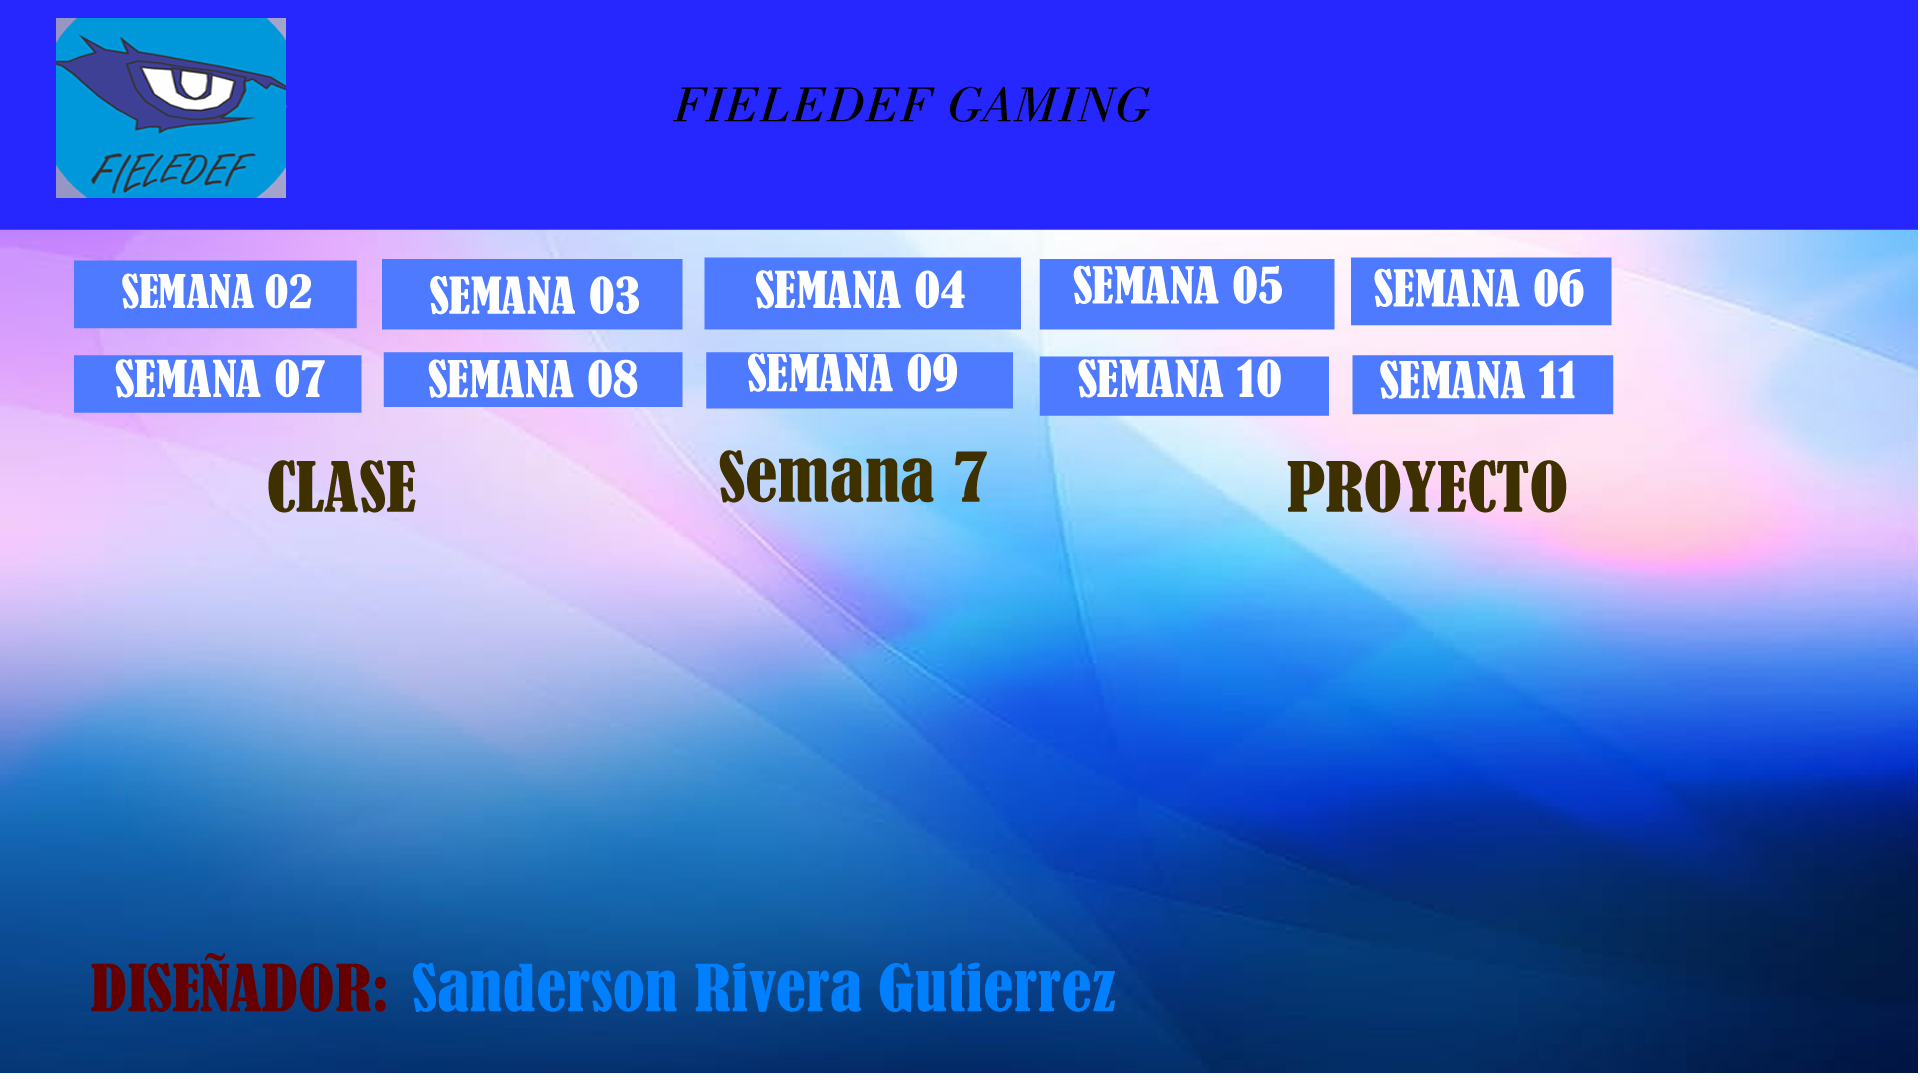 FIELEDEF
FIELEDEF GAMING
SEMANA 02
SEMANA 03
SEMANA 04
SEMANA 05
SEMANA 06
SEMANA 07
SEMANA 08
SEMANA 09
SEMANA 10
SEMANA 11
CLASE
Semana 7
PROYECTO
DISEÑADOR: Sanderson Rivera Gutierrez